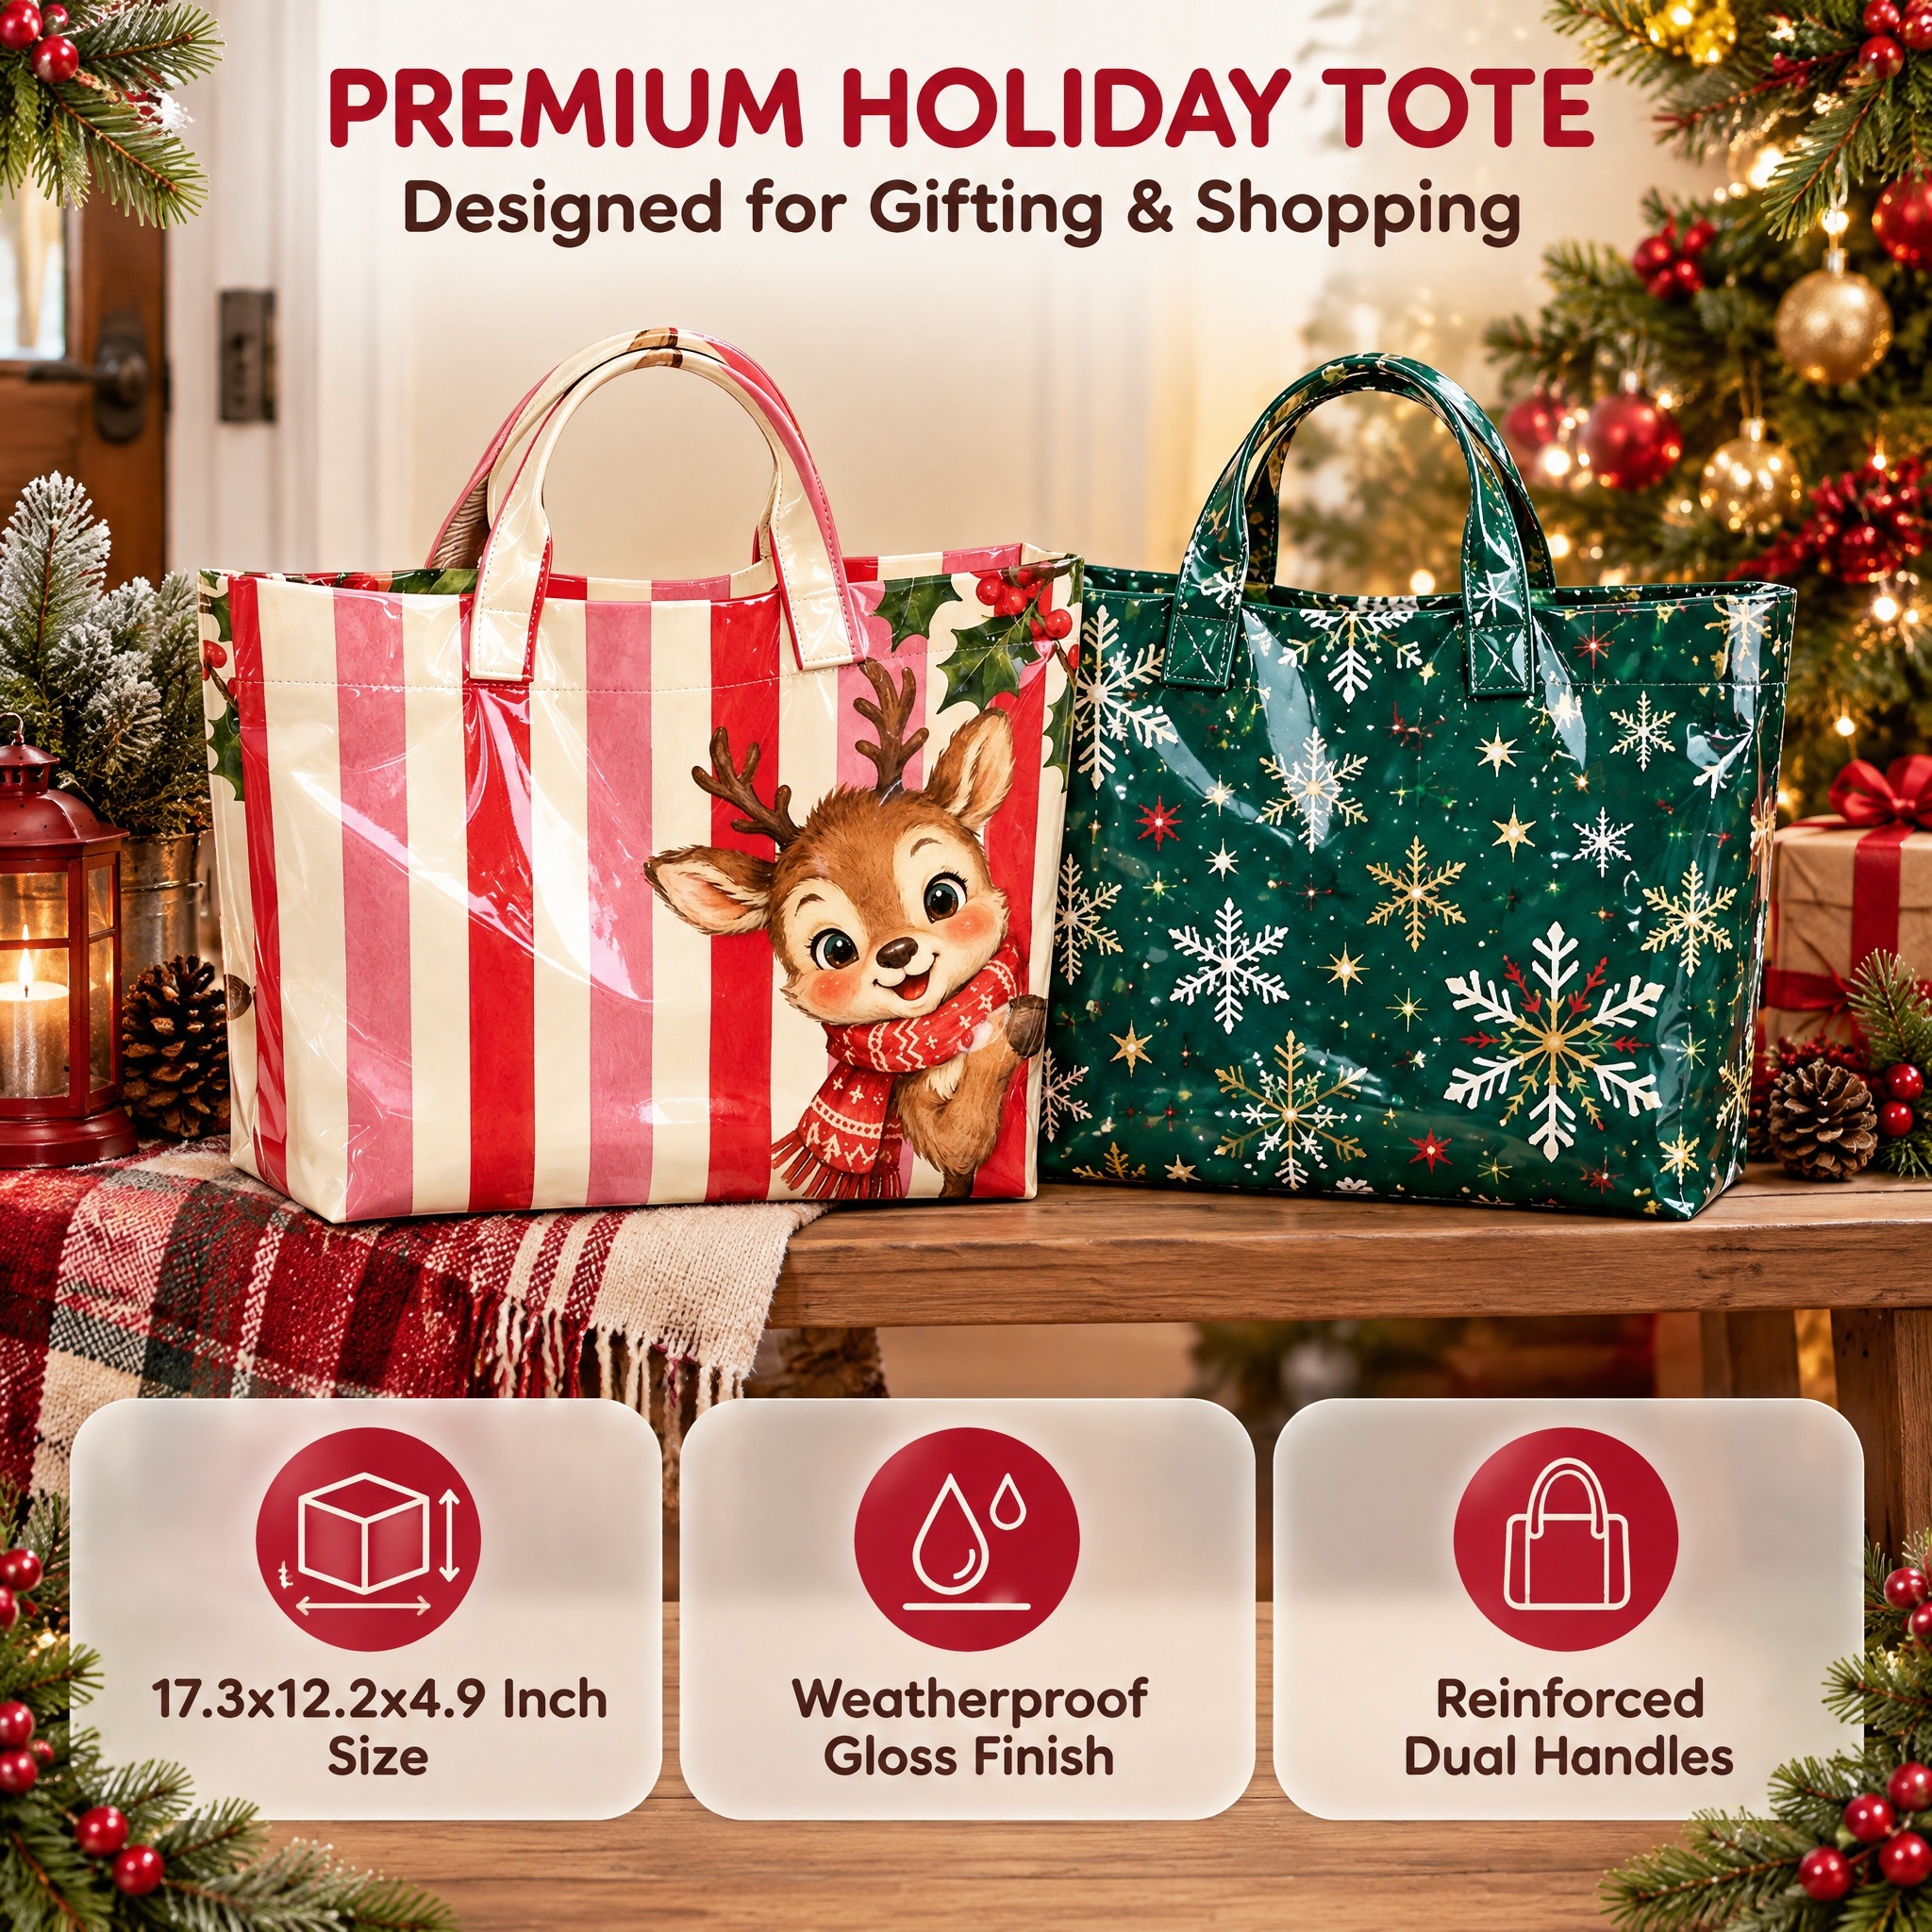 PREMIUM HOLIDAY TOTE
Designed for Gifting & Shopping
17.3x12.2x4.9 Inch
Size
Weatherproof
Gloss Finish
Reinforced
Dual Handles